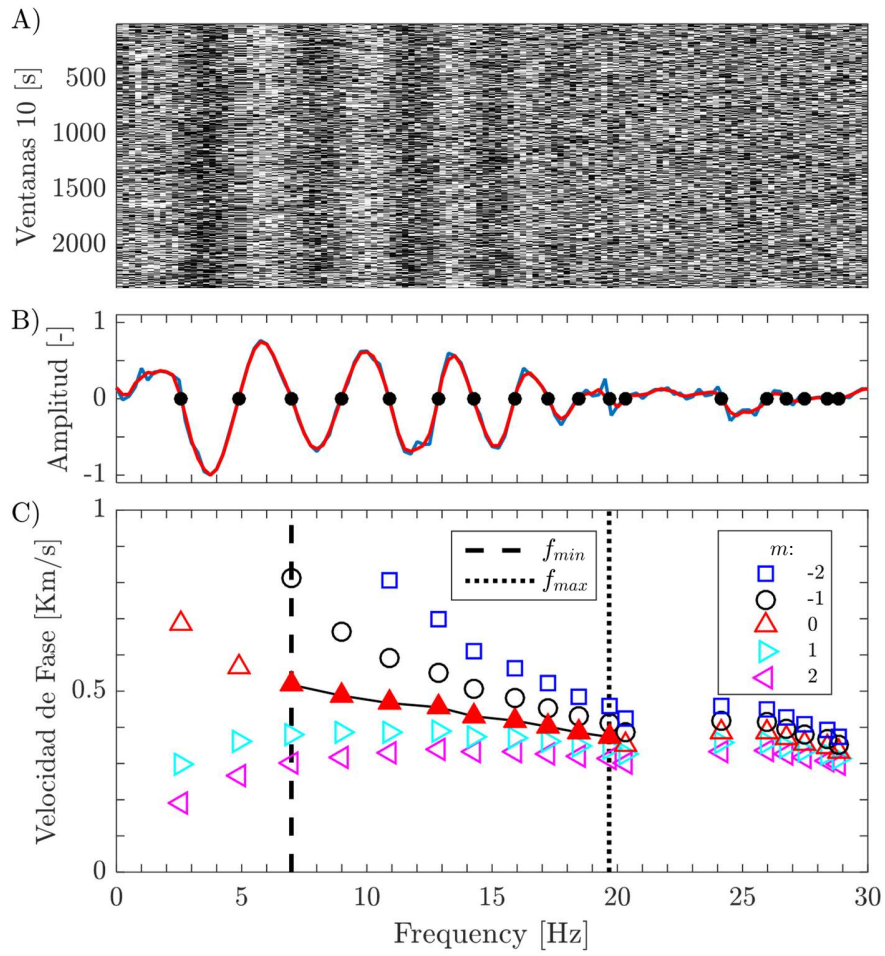 A)
Ventanas 10 [s]
500
1000
1500
2000
B)
Amplitud [-]
1
0
-1
C)
Velocidad de Fase [Km/s]
1
0.5
0
f_min
f_max
m:
-2
-1
0
1
2
0 5 10 15 20 25 30
Frequency [Hz]